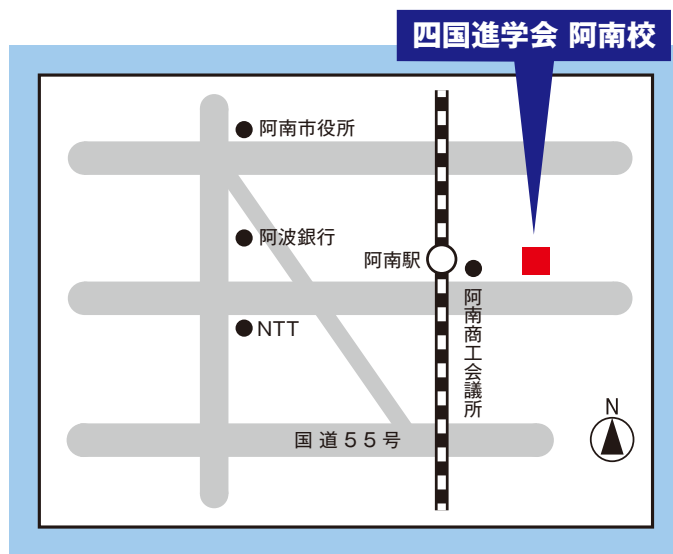 四国進学会 阿南校
阿南市役所
阿波銀行
阿南駅
阿南商工会議所
NTT
国道55号
N